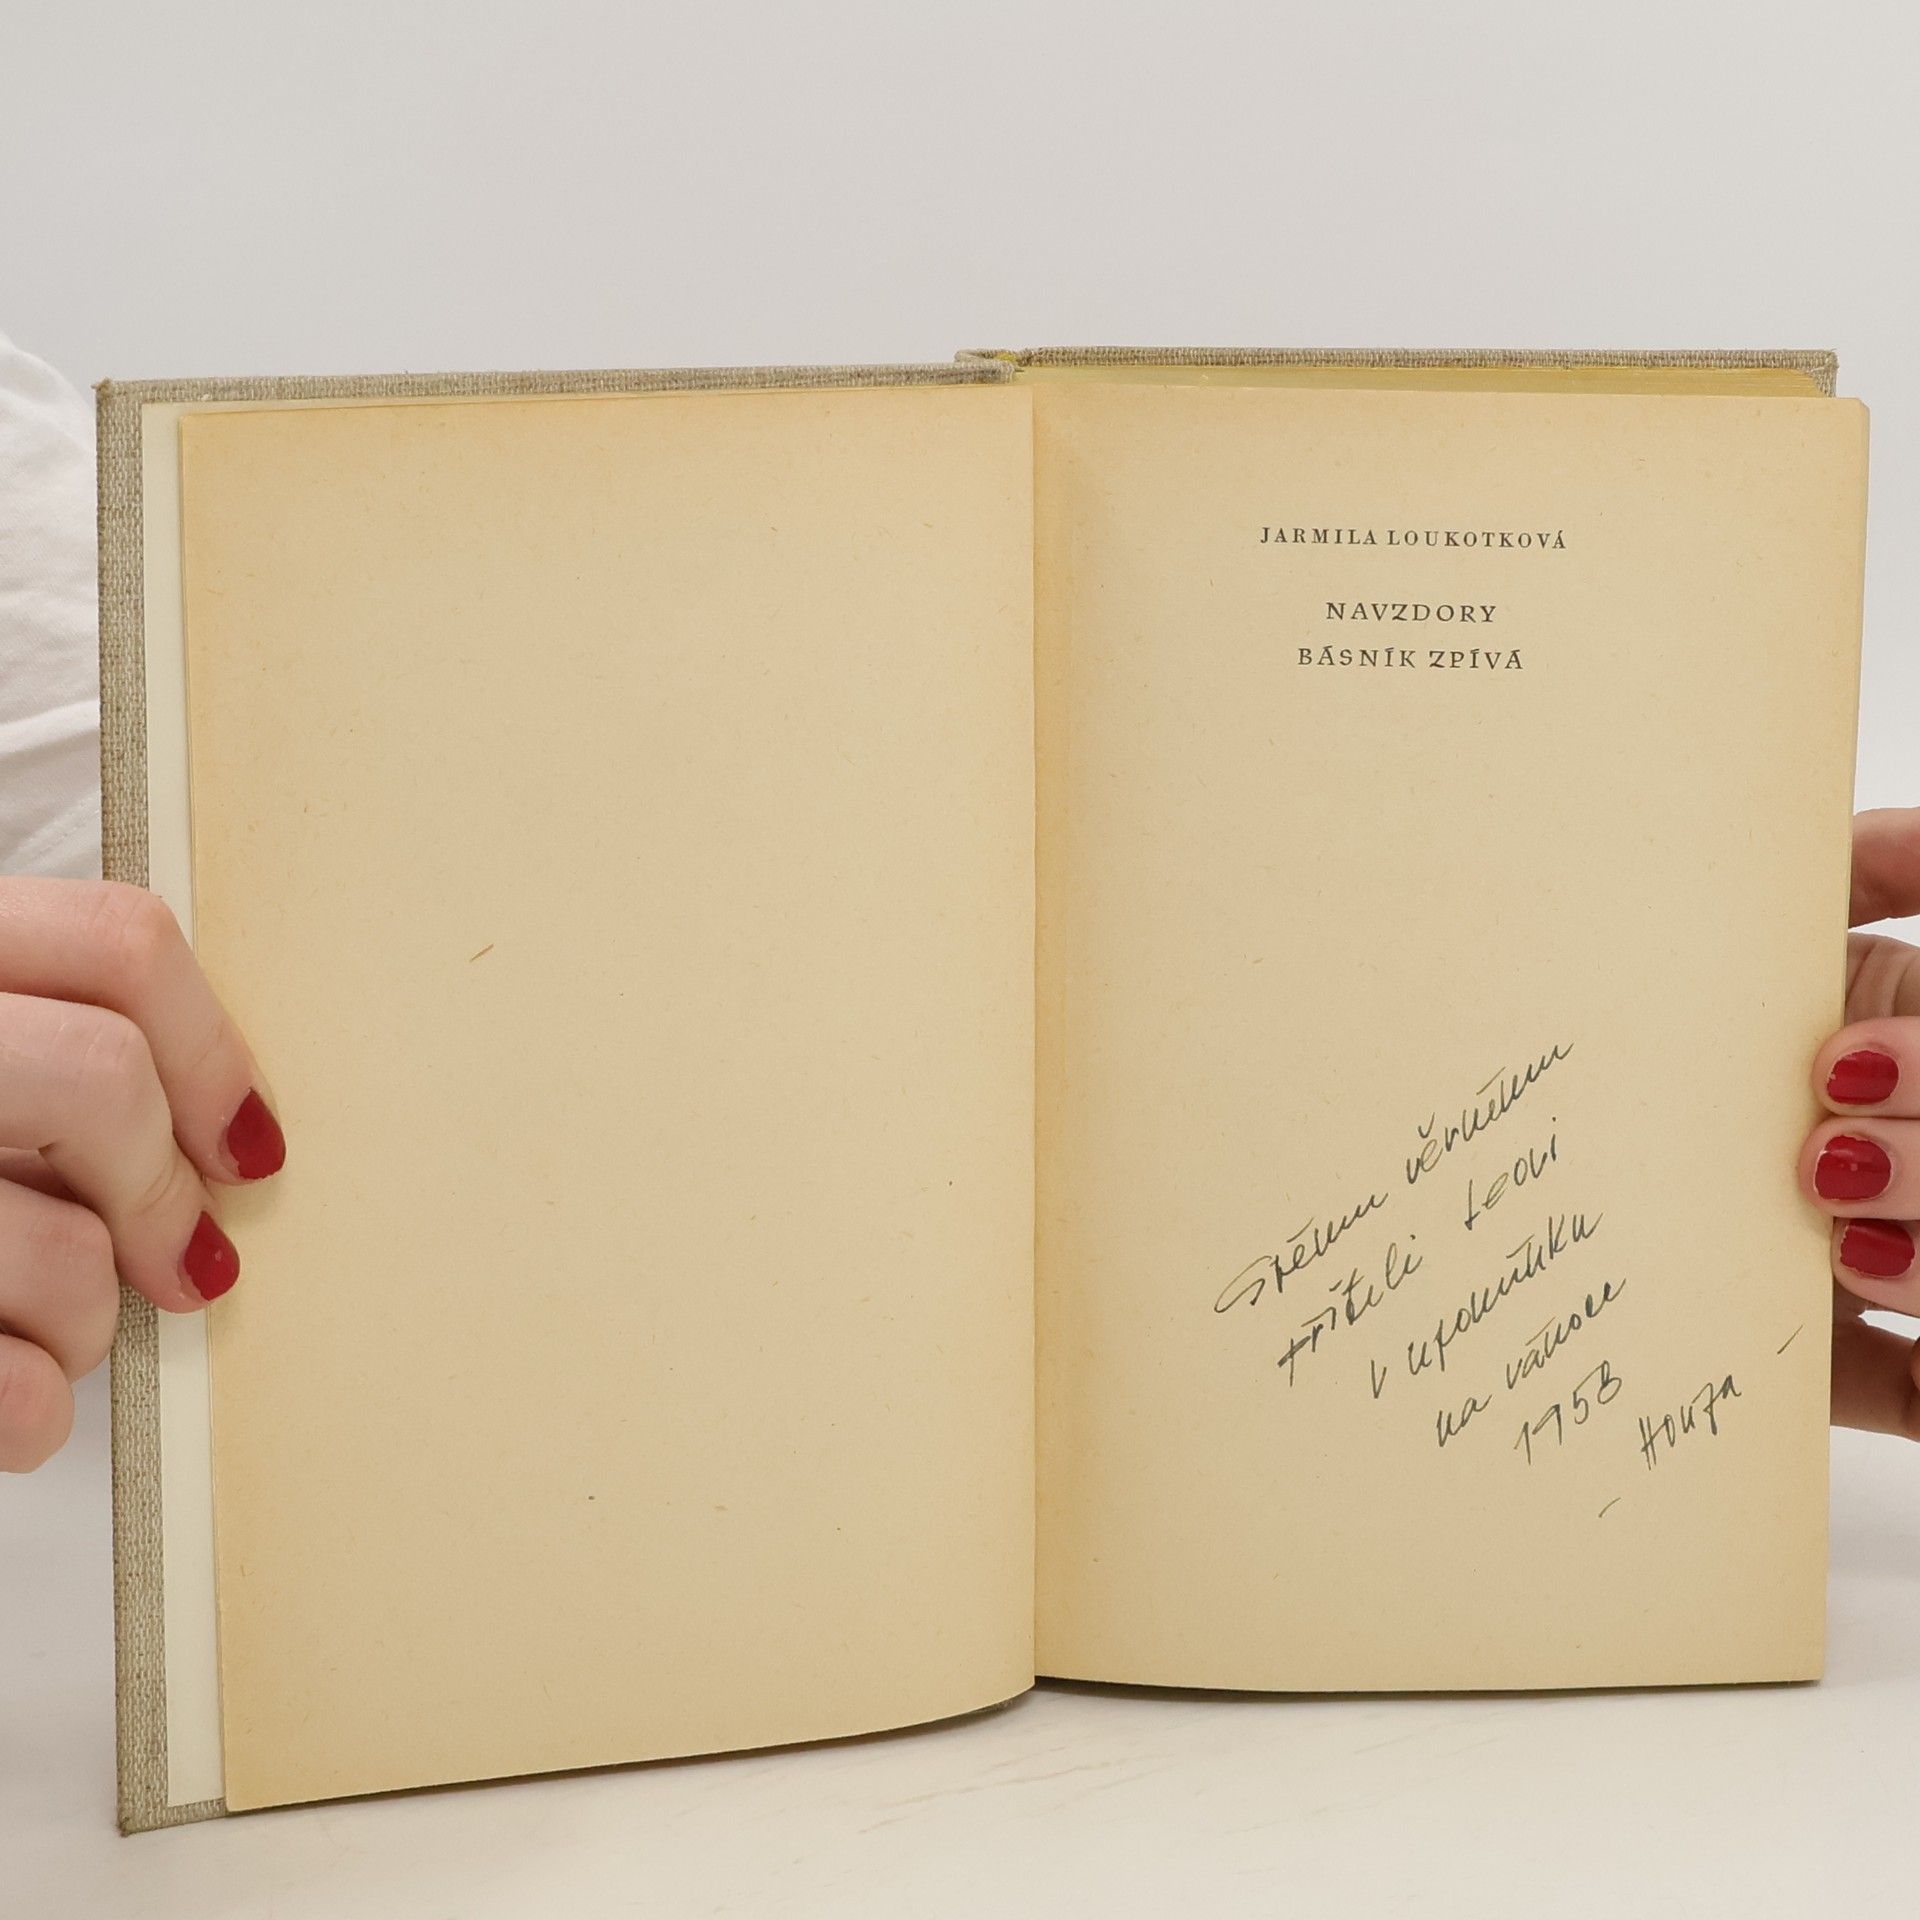 JARMILA LOUKOTKOVÁ
NAVZDORY
BÁSNÍK ZPÍVÁ
Svému věrnému
příteli Leovi
v upomínku
na vánoce
1958
- Honza -